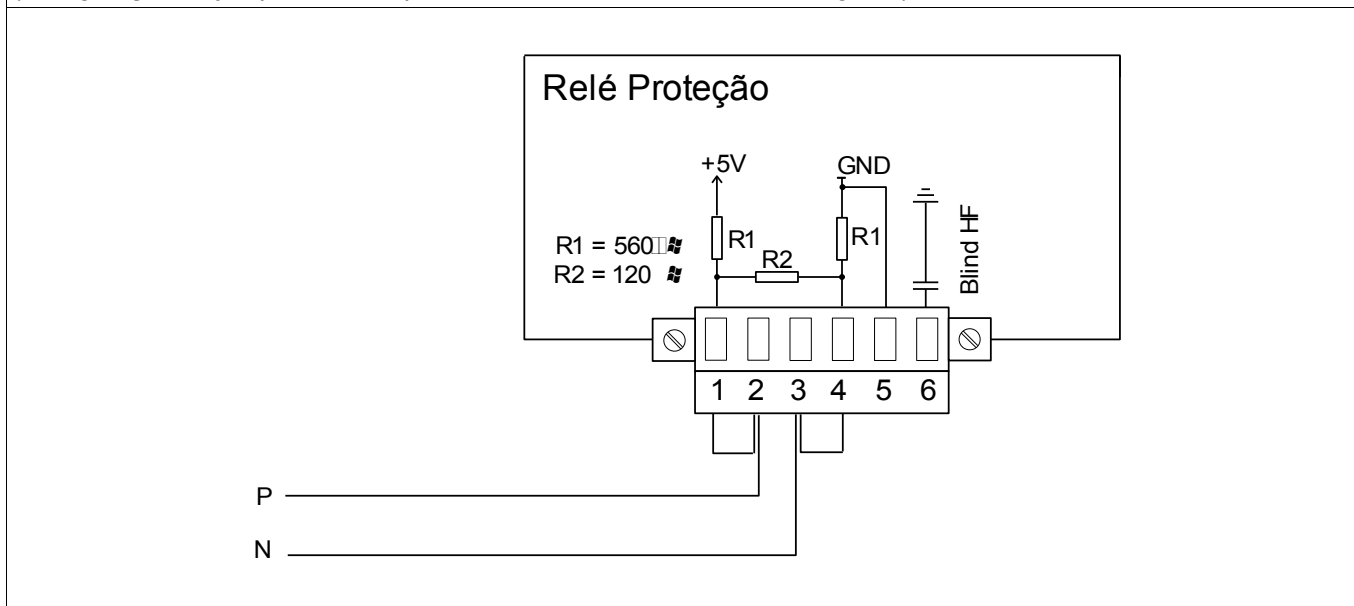 Relé Proteção
+5V
GND
R1 = 560
R2 = 120
R1
R2
R1
Blind HF
1 2 3 4 5 6
P
N